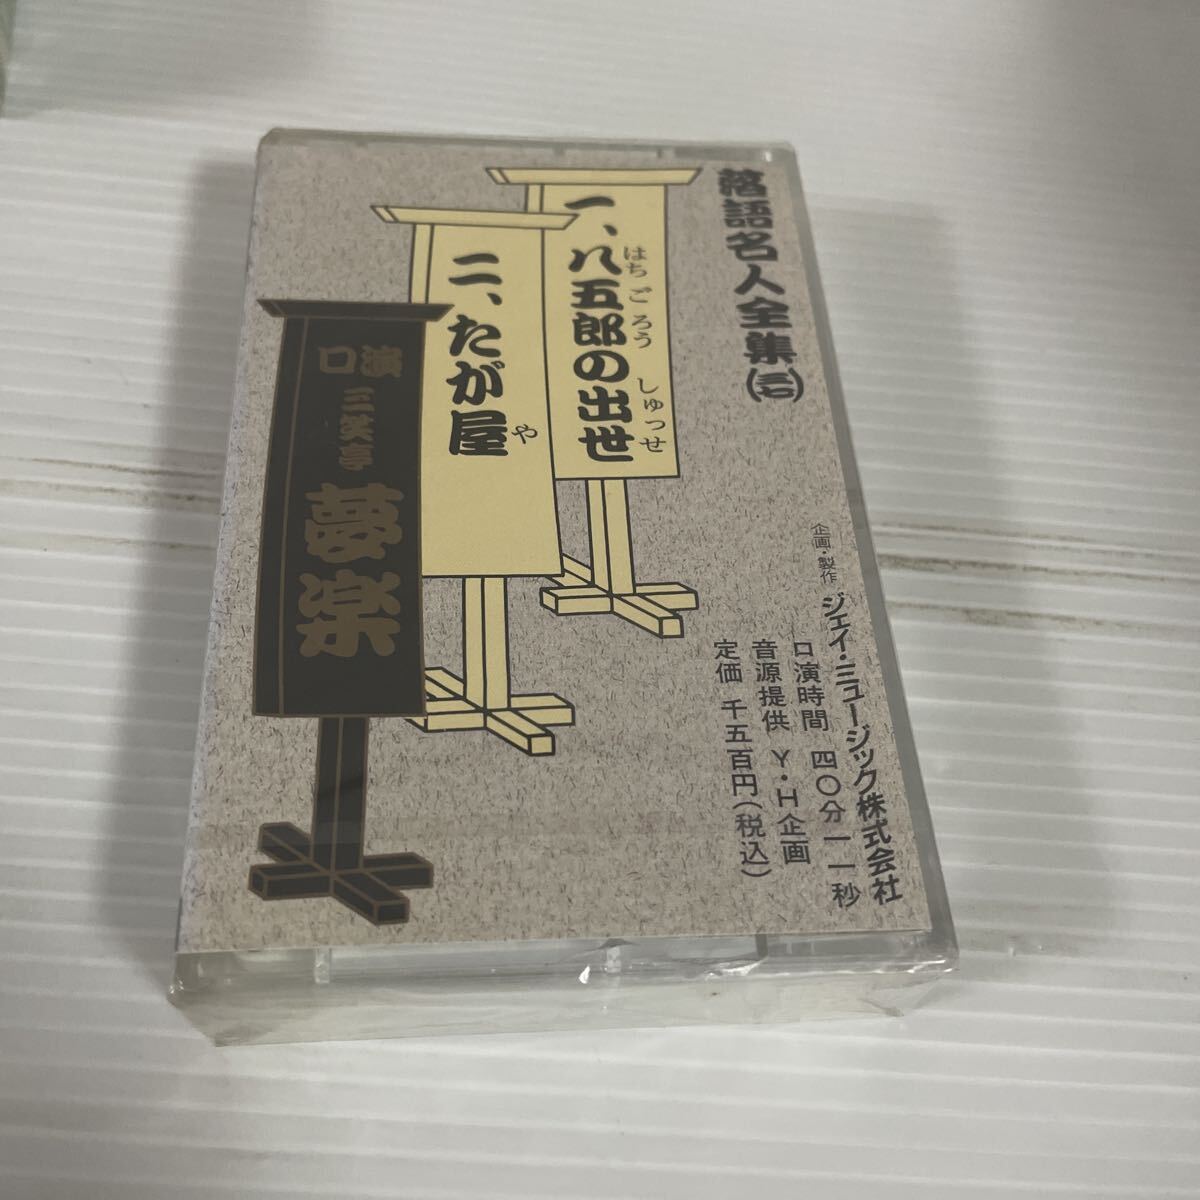 落語名人全集(三七)
一、八五郎の出世
はちごろう しゅっせ
二、たが屋
や
口演
三笑亭
夢楽
企画・製作 ジェイ・ミュージック株式会社
口演時間 四〇分一一秒
音源提供 Y・H企画
定価 千五百円(税込)